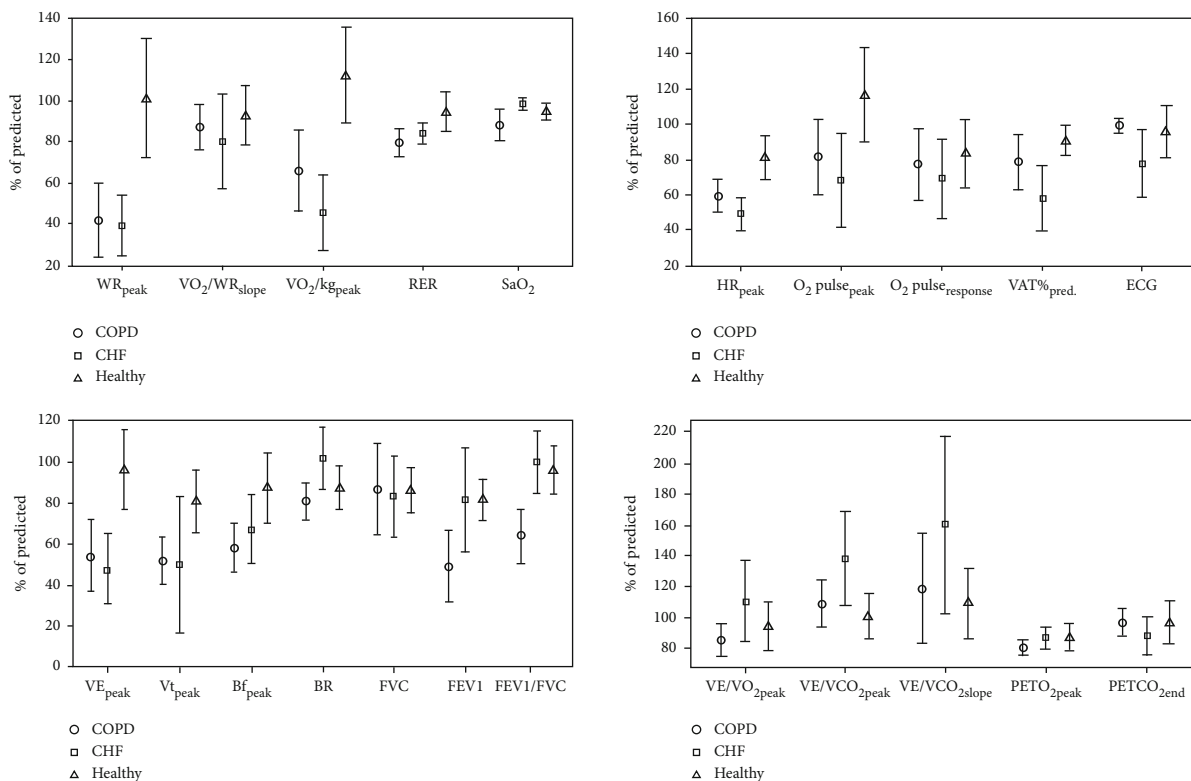 % of predicted
140
120
100
80
60
40
20
WRpeak VO2/WRslope VO2/kgpeak RER SaO2
COPD
CHF
Healthy
% of predicted
160
140
120
100
80
60
40
20
HRpeak O2 pulsepeak O2 pulseresponse VAT%pred. ECG
COPD
CHF
Healthy
% of predicted
120
100
80
60
40
20
0
VEpeak Vtpeak Bfpeak BR FVC FEV1 FEV1/FVC
COPD
CHF
Healthy
% of predicted
220
200
180
160
140
120
100
80
VE/VO2peak VE/VCO2peak VE/VCO2slope PETO2peak PETCO2end
COPD
CHF
Healthy